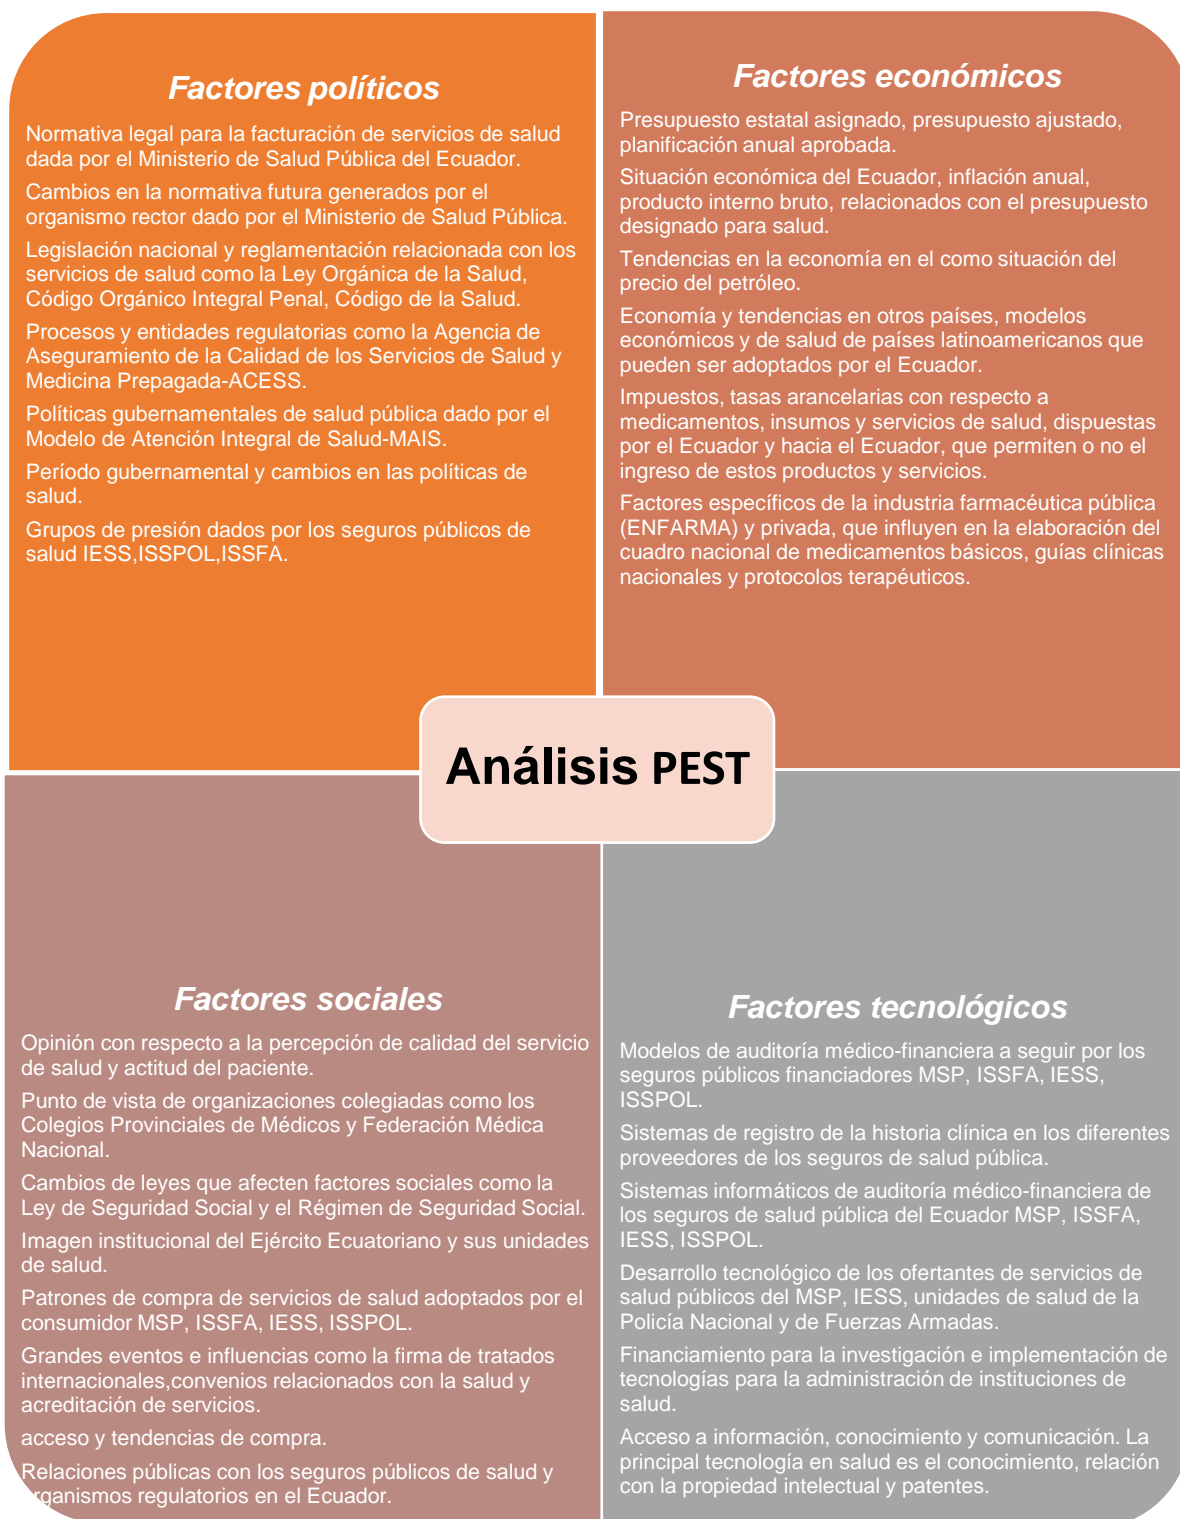 Factores políticos
Normativa legal para la facturación de servicios de salud
dada por el Ministerio de Salud Pública del Ecuador.
Cambios en la normativa futura generados por el
organismo rector dado por el Ministerio de Salud Pública.
Legislación nacional y reglamentación relacionada con los
servicios de salud como la Ley Orgánica de la Salud,
Código Orgánico Integral Penal, Código de la Salud.
Procesos y entidades regulatorias como la Agencia de
Aseguramiento de la Calidad de los Servicios de Salud y
Medicina Prepagada-ACESS.
Políticas gubernamentales de salud pública dado por el
Modelo de Atención Integral de Salud-MAIS.
Período gubernamental y cambios en las políticas de
salud.
Grupos de presión dados por los seguros públicos de
salud IESS,ISSPOL,ISSFA.
Factores económicos
Presupuesto estatal asignado, presupuesto ajustado,
planificación anual aprobada.
Situación económica del Ecuador, inflación anual,
producto interno bruto, relacionados con el presupuesto
designado para salud.
Tendencias en la economía en el como situación del
precio del petróleo.
Economía y tendencias en otros países, modelos
económicos y de salud de países latinoamericanos que
pueden ser adoptados por el Ecuador.
Impuestos, tasas arancelarias con respecto a
medicamentos, insumos y servicios de salud, dispuestas
por el Ecuador y hacia el Ecuador, que permiten o no el
ingreso de estos productos y servicios.
Factores específicos de la industria farmacéutica pública
(ENFARMA) y privada, que influyen en la elaboración del
cuadro nacional de medicamentos básicos, guías clínicas
nacionales y protocolos terapéuticos.
Análisis PEST
Factores sociales
Opinión con respecto a la percepción de calidad del servicio
de salud y actitud del paciente.
Punto de vista de organizaciones colegiadas como los
Colegios Provinciales de Médicos y Federación Médica
Nacional.
Cambios de leyes que afecten factores sociales como la
Ley de Seguridad Social y el Régimen de Seguridad Social.
Imagen institucional del Ejército Ecuatoriano y sus unidades
de salud.
Patrones de compra de servicios de salud adoptados por el
consumidor MSP, ISSFA, IESS, ISSPOL.
Grandes eventos e influencias como la firma de tratados
internacionales,convenios relacionados con la salud y
acreditación de servicios.
acceso y tendencias de compra.
Relaciones públicas con los seguros públicos de salud y
organismos regulatorios en el Ecuador.
Factores tecnológicos
Modelos de auditoría médico-financiera a seguir por los
seguros públicos financiadores MSP, ISSFA, IESS,
ISSPOL.
Sistemas de registro de la historia clínica en los diferentes
proveedores de los seguros de salud pública.
Sistemas informáticos de auditoría médico-financiera de
los seguros de salud pública del Ecuador MSP, ISSFA,
IESS, ISSPOL.
Desarrollo tecnológico de los ofertantes de servicios de
salud públicos del MSP, IESS, unidades de salud de la
Policía Nacional y de Fuerzas Armadas.
Financiamiento para la investigación e implementación de
tecnologías para la administración de instituciones de
salud.
Acceso a información, conocimiento y comunicación. La
principal tecnología en salud es el conocimiento, relación
con la propiedad intelectual y patentes.